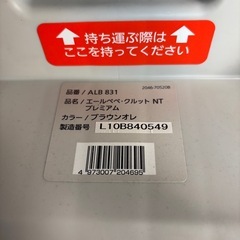 持ち運ぶ際は
ここを持ってください
品番 / ALB 831
品名 / エールベベ・クルット NT
プレミアム
カラー / ブラウンオレ
製造番号 L10B840549
4 973007 204695